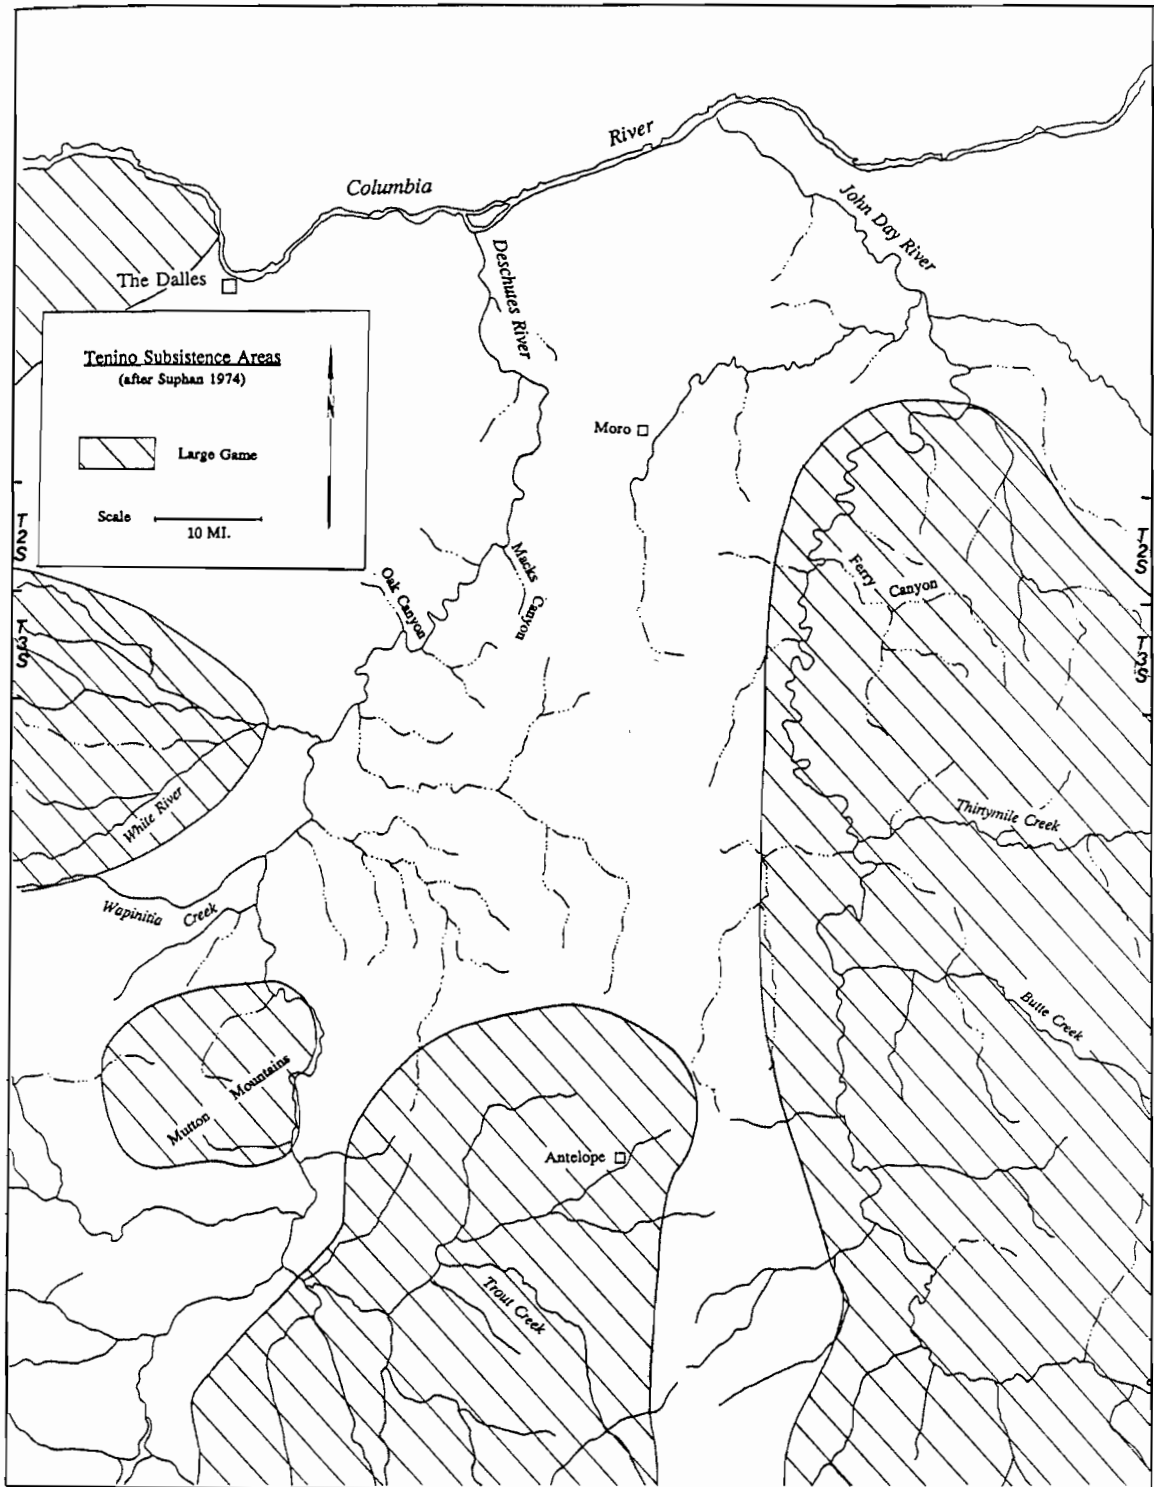 River
Columbia
John Day River
Deschutes River
The Dalles
Tenino Subsistence Areas
(after Suphan 1974)
N
Large Game
Scale
10 MI.
Moro
T2S
T2S
T3S
T3S
Oak Canyon
Macks Canyon
Ferry Canyon
White River
Thirtymile Creek
Wapinitia Creek
Butte Creek
Mutton Mountains
Antelope
Trout Creek